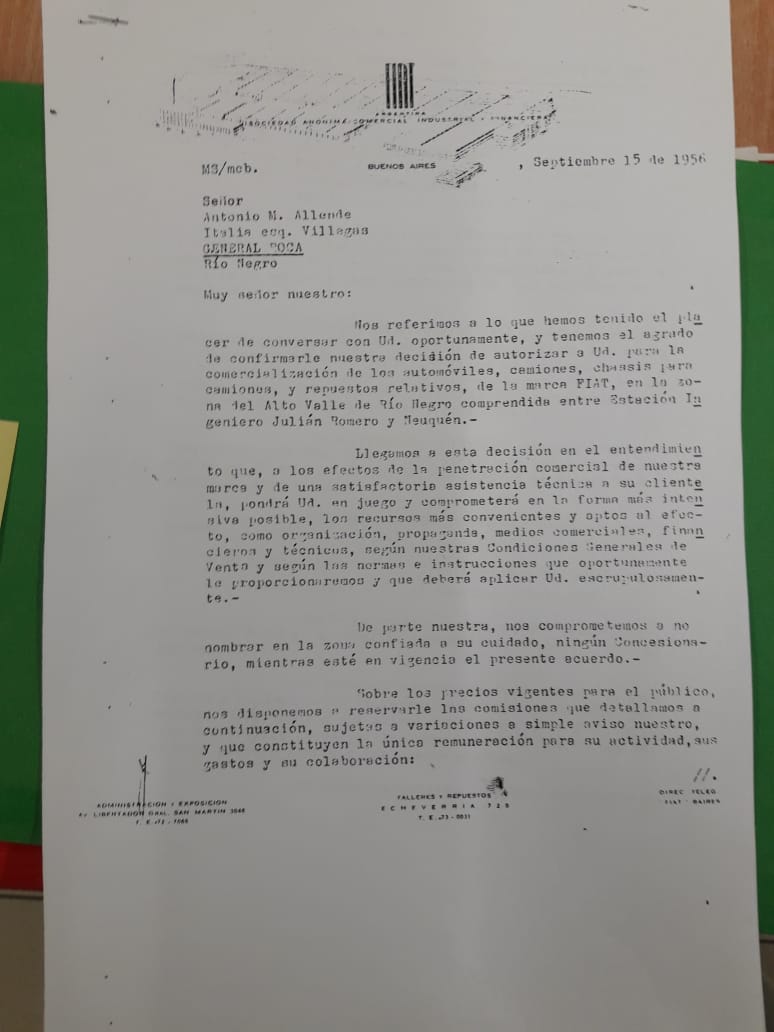 FIAT
ARGENTINA
SOCIEDAD ANONIMA COMERCIAL INDUSTRIAL Y FINANCIERA
MS/mcb.
BUENOS AIRES
, Septiembre 15 de 1956
Señor
Antonio M. Allende
Italia esq. Villegas
GENERAL ROCA
Río Negro
Muy señor nuestro:
Nos referimos a lo que hemos tenido el pla
cer de conversar con Ud. oportunamente, y tenemos el agrado
de confirmarle nuestra decisión de autorizar a Ud. para la
comercialización de los automóviles, camiones, chassis para
camiones, y repuestos relativos, de la marca FIAT, en la zo-
na del Alto Valle de Río Negro comprendida entre Estación In
geniero Julián Romero y Neuquén.-
Llegamos a esta decisión en el entendimien
to que, a los efectos de la penetración comercial de nuestra
marca y de una satisfactoria asistencia técnica a su cliente
la, pondrá Ud. en juego y comprometerá en la forma más inten
siva posible, los recursos más convenientes y aptos al efec-
to, como organización, propaganda, medios comerciales, finan
cieros y técnicos, según nuestras Condiciones Generales de
Venta y según las normas e instrucciones que oportunamente
le proporcionaremos y que deberá aplicar Ud. escrupulosamen-
te.-
De parte nuestra, nos comprometemos a no
nombrar en la zona confiada a su cuidado, ningún Concesiona-
rio, mientras esté en vigencia el presente acuerdo.-
Sobre los precios vigentes para el público,
nos disponemos a reservarle las comisiones que detallamos a
continuación, sujetas a variaciones a simple aviso nuestro,
y que constituyen la única remuneración para su actividad, sus
gastos y su colaboración:
//.
ADMINISTRACION Y EXPOSICION
AV. LIBERTADOR GRAL. SAN MARTIN
T. E.
TALLERES Y REPUESTOS
ECHEVERRIA
T. E. 73-0031
DIREC TELEG
FIAT-BAIRES